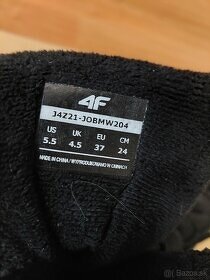 4F
J4Z21-JOBMW204
US UK EU CM
5.5 4.5 37 24
MADE IN CHINA / WYPRODUKOWANO W CHINACH
Bazos.sk